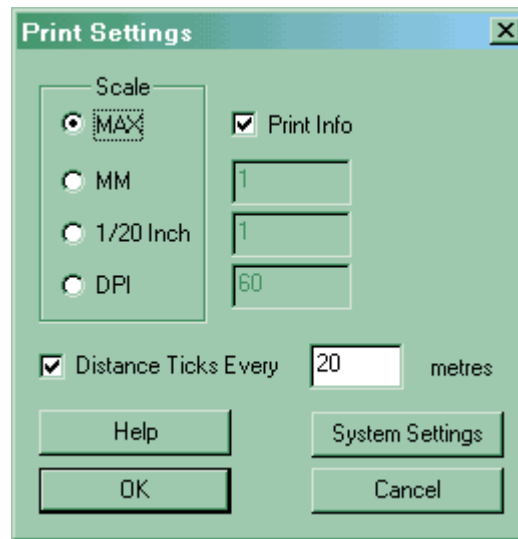 Print Settings
Scale
MAX
Print Info
MM
1
1/20 Inch
1
DPI
60
Distance Ticks Every 20 metres
Help
System Settings
OK
Cancel